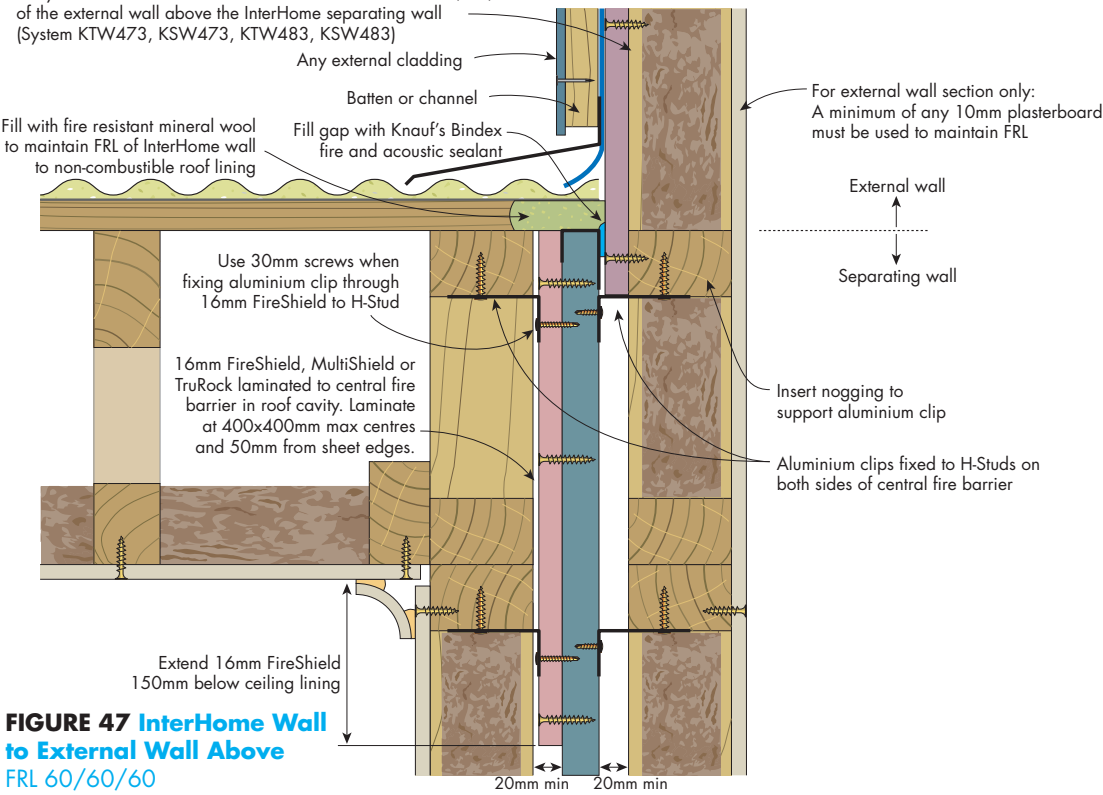 of the external wall above the InterHome separating wall
(System KTW473, KSW473, KTW483, KSW483)
Any external cladding
Batten or channel
Fill with fire resistant mineral wool
to maintain FRL of InterHome wall
to non-combustible roof lining
Fill gap with Knauf's Bindex
fire and acoustic sealant
For external wall section only:
A minimum of any 10mm plasterboard
must be used to maintain FRL
External wall
Separating wall
Use 30mm screws when
fixing aluminium clip through
16mm FireShield to H-Stud
16mm FireShield, MultiShield or
TruRock laminated to central fire
barrier in roof cavity. Laminate
at 400x400mm max centres
and 50mm from sheet edges.
Insert nogging to
support aluminium clip
Aluminium clips fixed to H-Studs on
both sides of central fire barrier
Extend 16mm FireShield
150mm below ceiling lining
FIGURE 47 InterHome Wall
to External Wall Above
FRL 60/60/60
20mm min
20mm min